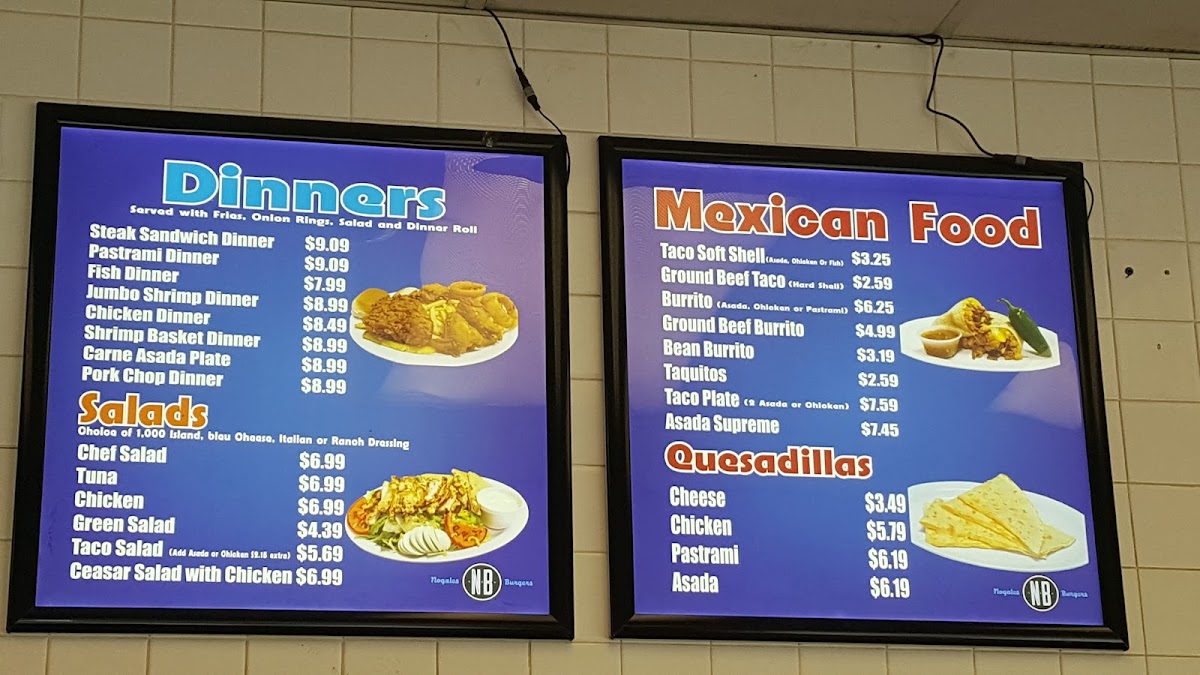 Dinners
Served with Fries, Onion Rings, Salad and Dinner Roll
Steak Sandwich Dinner $9.09
Pastrami Dinner $9.09
Fish Dinner $7.99
Jumbo Shrimp Dinner $8.99
Chicken Dinner $8.49
Shrimp Basket Dinner $8.99
Carne Asada Plate $8.99
Pork Chop Dinner $8.99
Salads
Choice of 1,000 Island, bleu Cheese, Italian or Ranch Dressing
Chef Salad $6.99
Tuna $6.99
Chicken $6.99
Green Salad $4.39
Taco Salad (Add Asada or Chicken $2.18 extra) $5.69
Ceasar Salad with Chicken $6.99
Nogales NB Burgers
Mexican Food
Taco Soft Shell (Asada, Chicken Or Fish) $3.25
Ground Beef Taco (Hard Shell) $2.59
Burrito (Asada, Chicken or Pastrami) $6.25
Ground Beef Burrito $4.99
Bean Burrito $3.19
Taquitos $2.59
Taco Plate (2 Asada or Chicken) $7.59
Asada Supreme $7.45
Quesadillas
Cheese $3.49
Chicken $5.79
Pastrami $6.19
Asada $6.19
Nogales NB Burgers